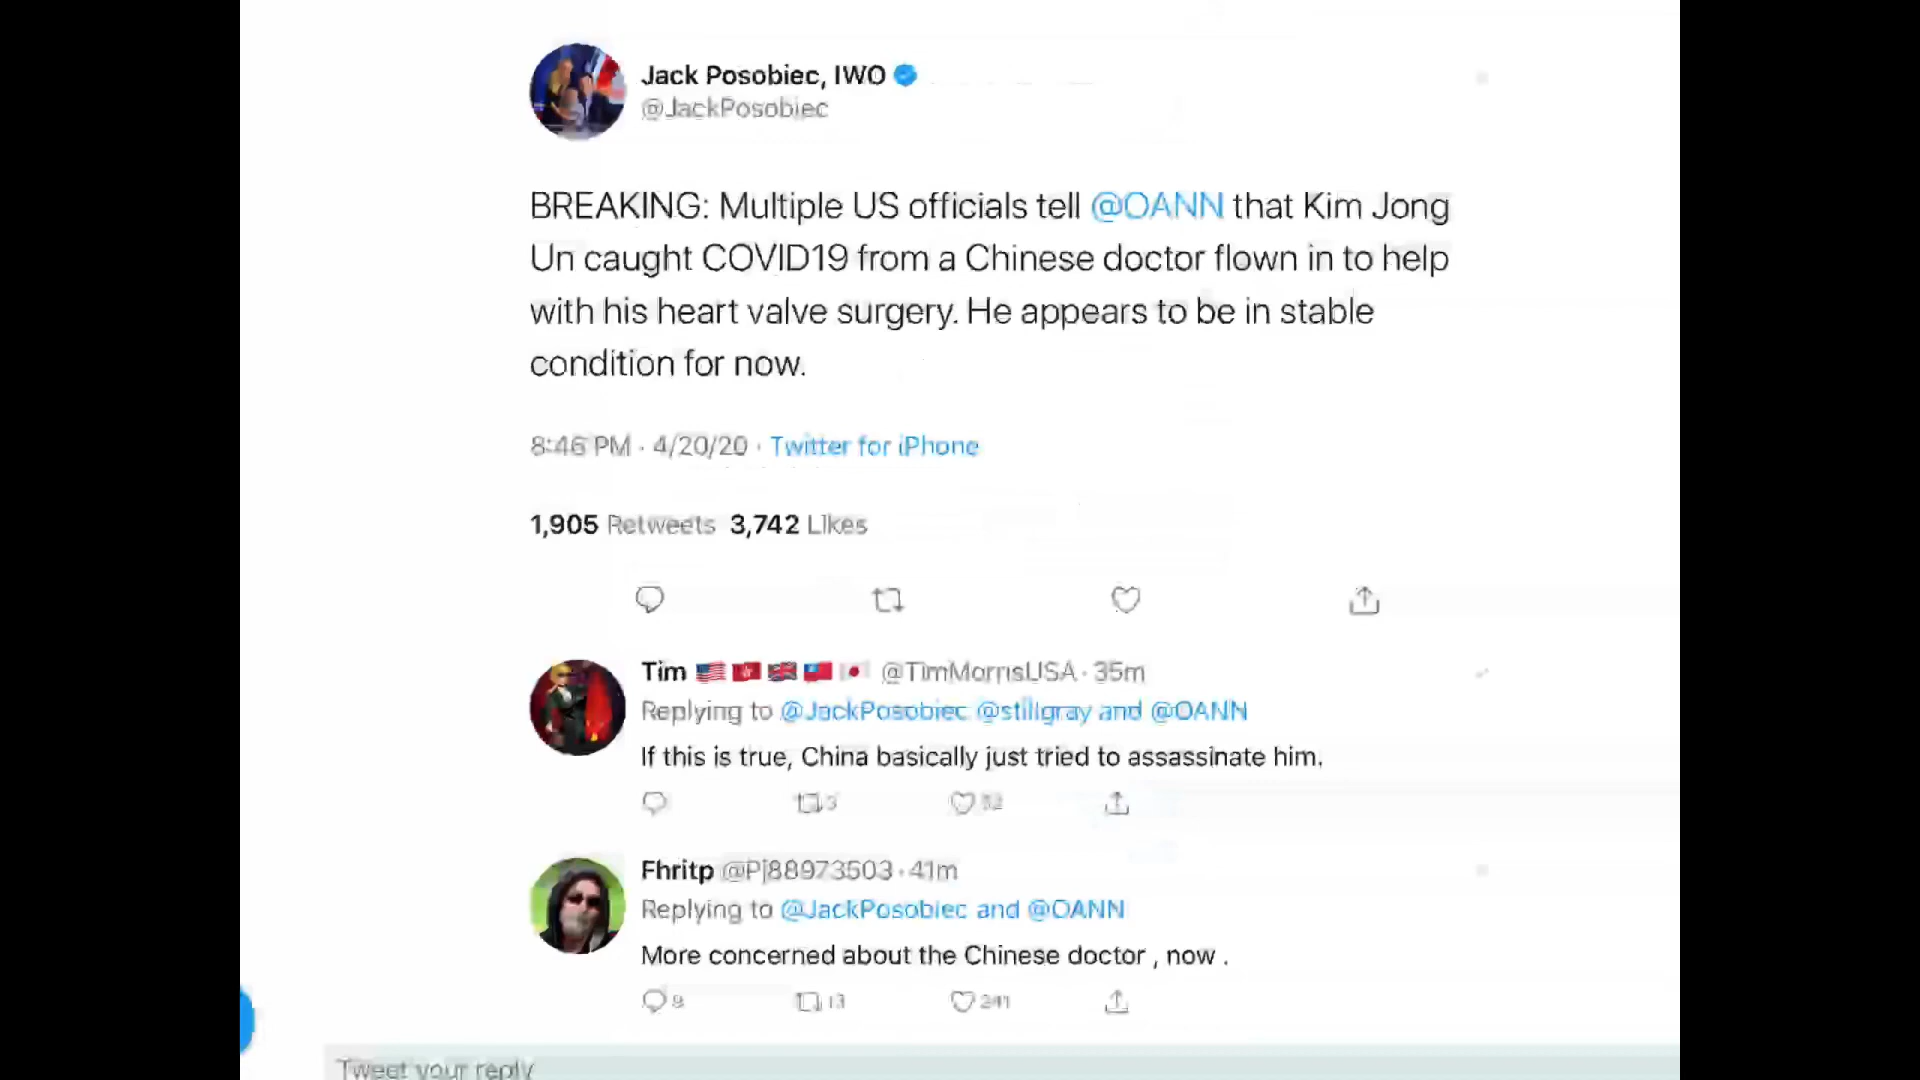 Jack Posobiec, IWO
@JackPosobiec
BREAKING: Multiple US officials tell @OANN that Kim Jong
Un caught COVID19 from a Chinese doctor flown in to help
with his heart valve surgery. He appears to be in stable
condition for now.
8:46 PM · 4/20/20 · Twitter for iPhone
1,905 Retweets 3,742 Likes
Tim @TimMorrisUSA · 35m
Replying to @JackPosobiec @stillgray and @OANN
If this is true, China basically just tried to assassinate him.
3
Fhritp @Pj88973503 · 41m
Replying to @JackPosobiec and @OANN
More concerned about the Chinese doctor , now .
9 13 241
Tweet your reply